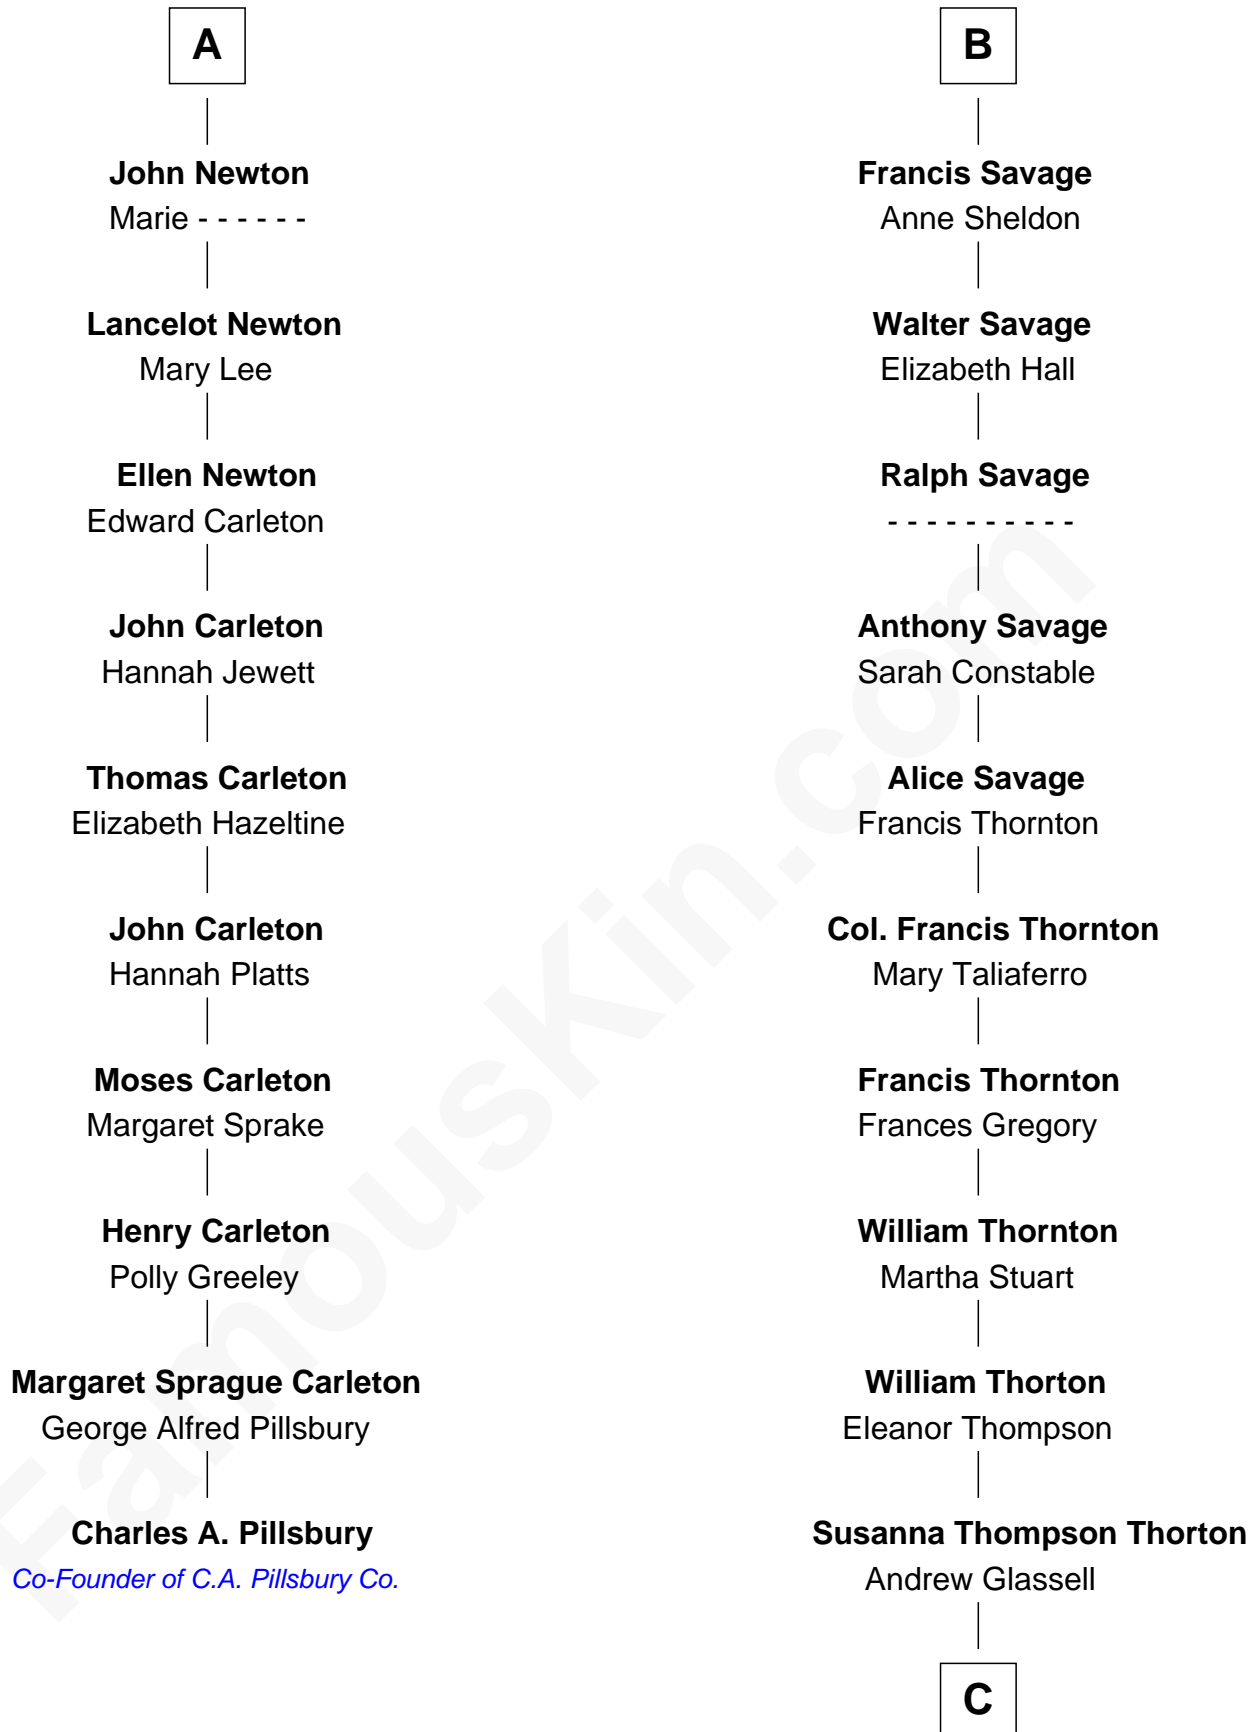 A
John Newton
Marie - - - - - -
Lancelot Newton
Mary Lee
Ellen Newton
Edward Carleton
John Carleton
Hannah Jewett
Thomas Carleton
Elizabeth Hazeltine
John Carleton
Hannah Platts
Moses Carleton
Margaret Sprake
Henry Carleton
Polly Greeley
Margaret Sprague Carleton
George Alfred Pillsbury
Charles A. Pillsbury
Co-Founder of C.A. Pillsbury Co.
B
Francis Savage
Anne Sheldon
Walter Savage
Elizabeth Hall
Ralph Savage
- - - - - - - - - -
Anthony Savage
Sarah Constable
Alice Savage
Francis Thornton
Col. Francis Thornton
Mary Taliaferro
Francis Thornton
Frances Gregory
William Thornton
Martha Stuart
William Thorton
Eleanor Thompson
Susanna Thompson Thorton
Andrew Glassell
C
FamousKin.com